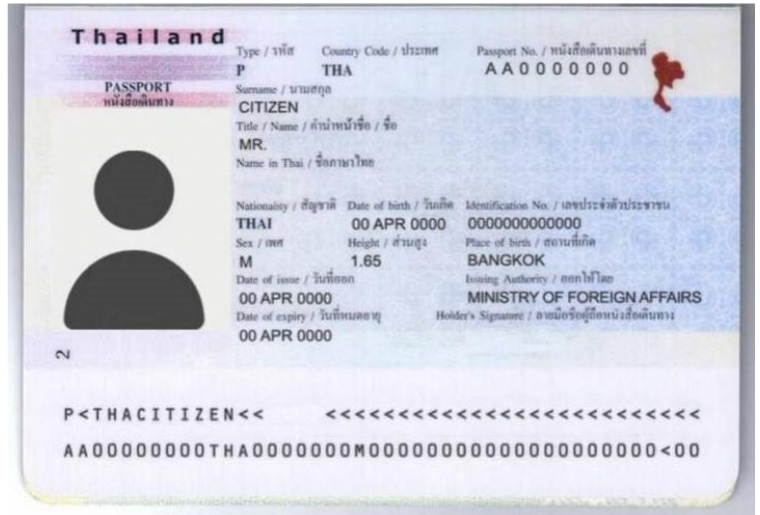 Thailand
PASSPORT
หนังสือเดินทาง
Type / รหัส Country Code / ประเทศ Passport No. / หนังสือเดินทางเลขที่
P THA AA0000000
Surname / นามสกุล
CITIZEN
Title / Name / คำนำหน้าชื่อ / ชื่อ
MR.
Name in Thai / ชื่อภาษาไทย
Nationality / สัญชาติ Date of birth / วันเกิด Identification No. / เลขประจำตัวประชาชน
THAI 00 APR 0000 0000000000000
Sex / เพศ Height / ส่วนสูง Place of birth / สถานที่เกิด
M 1.65 BANGKOK
Date of issue / วันที่ออก Issuing Authority / ออกให้โดย
00 APR 0000 MINISTRY OF FOREIGN AFFAIRS
Date of expiry / วันที่หมดอายุ Holder's Signature / ลายมือชื่อผู้ถือหนังสือเดินทาง
00 APR 0000
2
P<THACITIZEN<< <<<<<<<<<<<<<<<<<<<<<<<<<<
AA00000000THA0000000M00000000000000000000<00